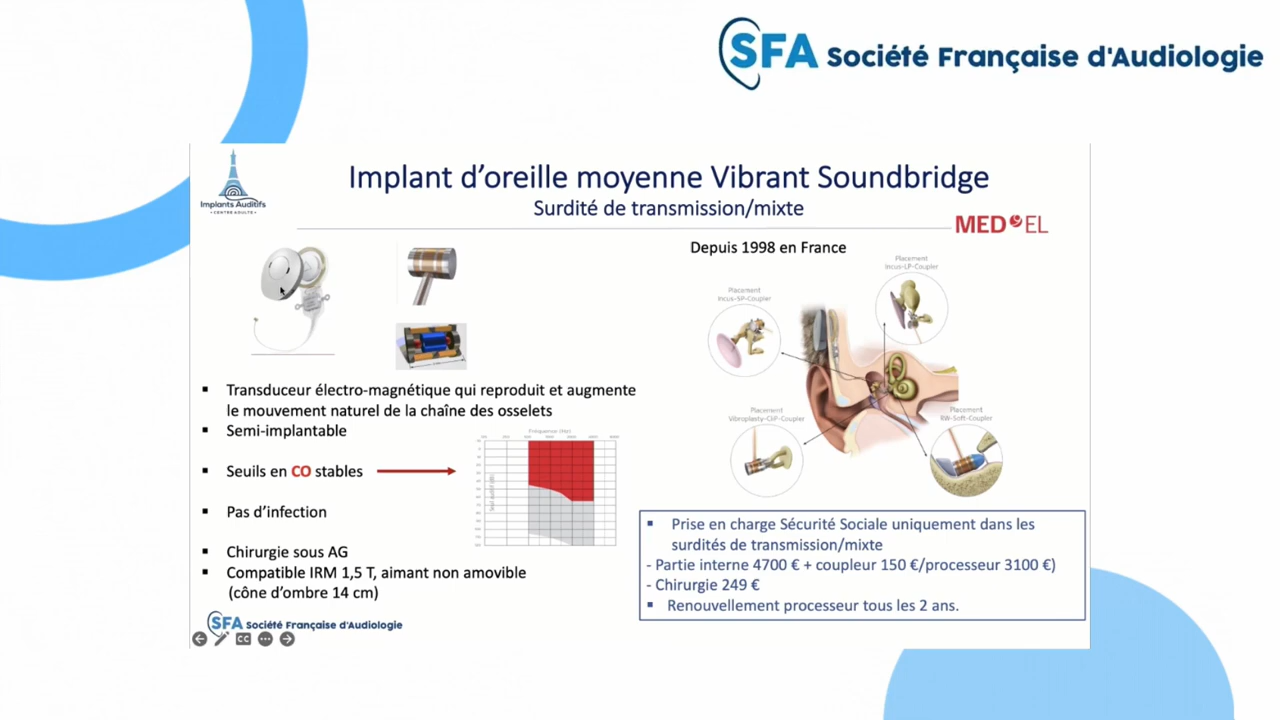 SFA Société Française d'Audiologie
Implants Auditifs
• CENTRE ADULTE •
Implant d'oreille moyenne Vibrant Soundbridge
Surdité de transmission/mixte
MED EL
Depuis 1998 en France
Placement
Incus-LP-Coupler
Placement
Incus-SP-Coupler
Placement
Vibroplasty-CliP-Coupler
Placement
RW-Soft-Coupler
▪ Transducteur électro-magnétique qui reproduit et augmente
le mouvement naturel de la chaîne des osselets
▪ Semi-implantable
▪ Seuils en CO stables
▪ Pas d'infection
▪ Chirurgie sous AG
▪ Compatible IRM 1,5 T, aimant non amovible
(cône d'ombre 14 cm)
Fréquence (Hz)
▪ Prise en charge Sécurité Sociale uniquement dans les
surdités de transmission/mixte
- Partie interne 4700 € + coupleur 150 €/processeur 3100 €)
- Chirurgie 249 €
▪ Renouvellement processeur tous les 2 ans.
SFA Société Française d'Audiologie
CC